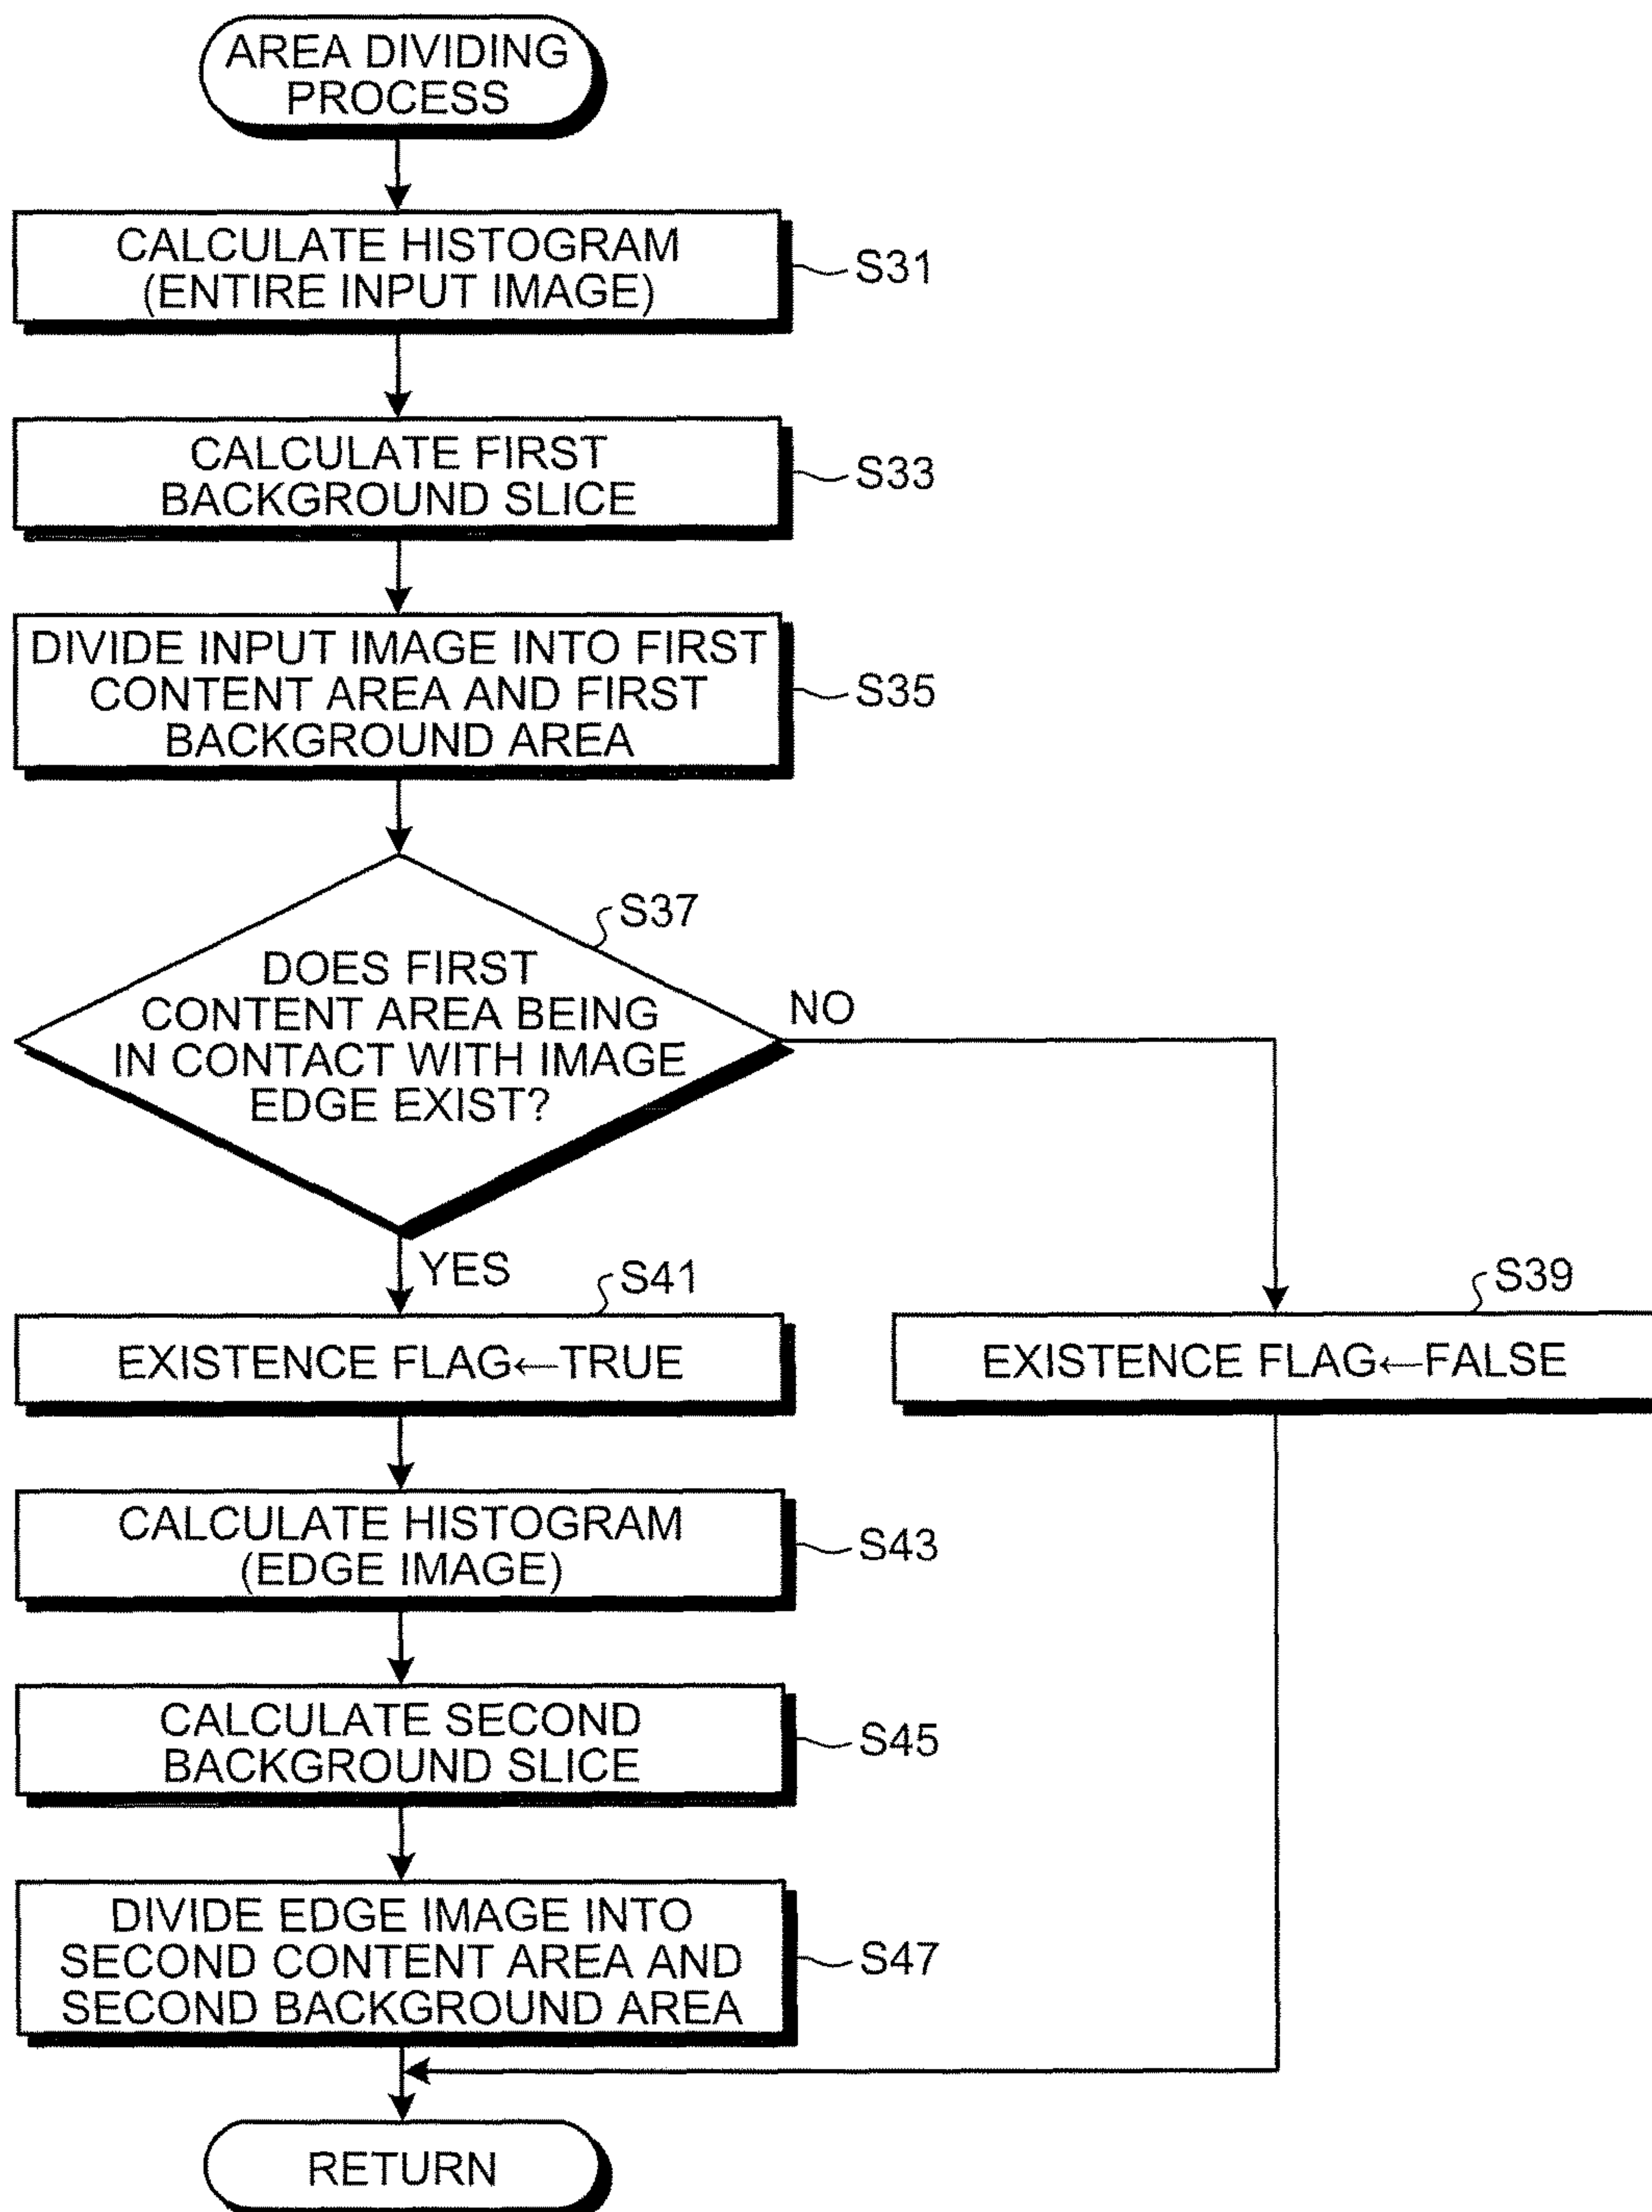 AREA DIVIDING
PROCESS
CALCULATE HISTOGRAM
(ENTIRE INPUT IMAGE)
S31
CALCULATE FIRST
BACKGROUND SLICE
S33
DIVIDE INPUT IMAGE INTO FIRST
CONTENT AREA AND FIRST
BACKGROUND AREA
S35
S37
DOES FIRST
CONTENT AREA BEING
IN CONTACT WITH IMAGE
EDGE EXIST?
NO
YES
S41
EXISTENCE FLAG←TRUE
S39
EXISTENCE FLAG←FALSE
CALCULATE HISTOGRAM
(EDGE IMAGE)
S43
CALCULATE SECOND
BACKGROUND SLICE
S45
DIVIDE EDGE IMAGE INTO
SECOND CONTENT AREA AND
SECOND BACKGROUND AREA
S47
RETURN